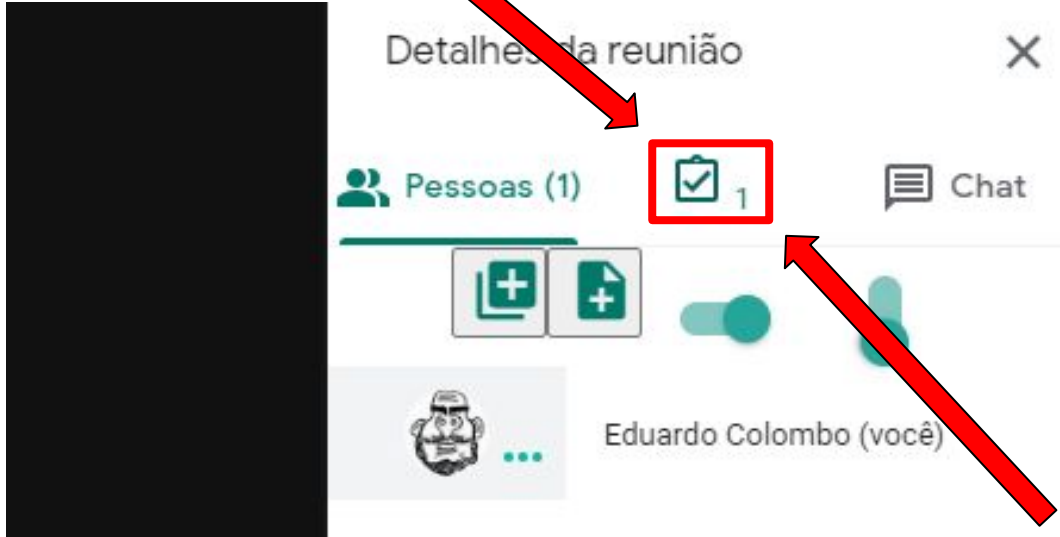 Detalhes da reunião
Pessoas (1)
1
Chat
Eduardo Colombo (você)